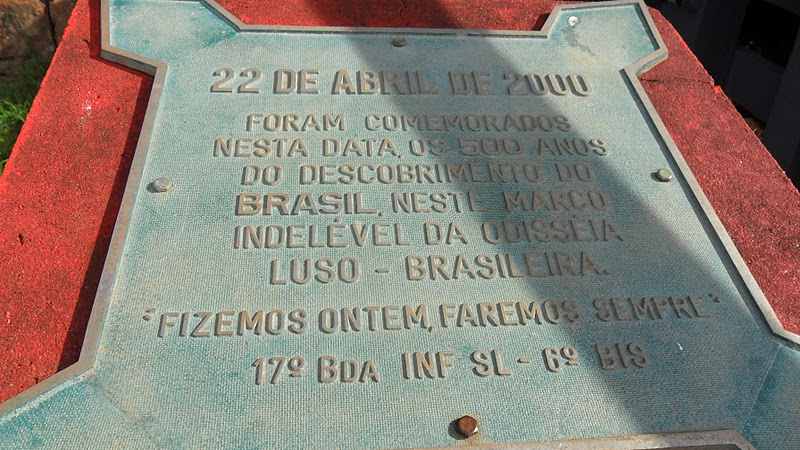 22 DE ABRIL DE 2000
FORAM COMEMORADOS
NESTA DATA, OS 500 ANOS
DO DESCOBRIMENTO DO
BRASIL, NESTE MARCO
INDELÉVEL DA ODISSÉIA
LUSO - BRASILEIRA.
"FIZEMOS ONTEM, FAREMOS SEMPRE"
17º BDA INF SL - 6º BIS